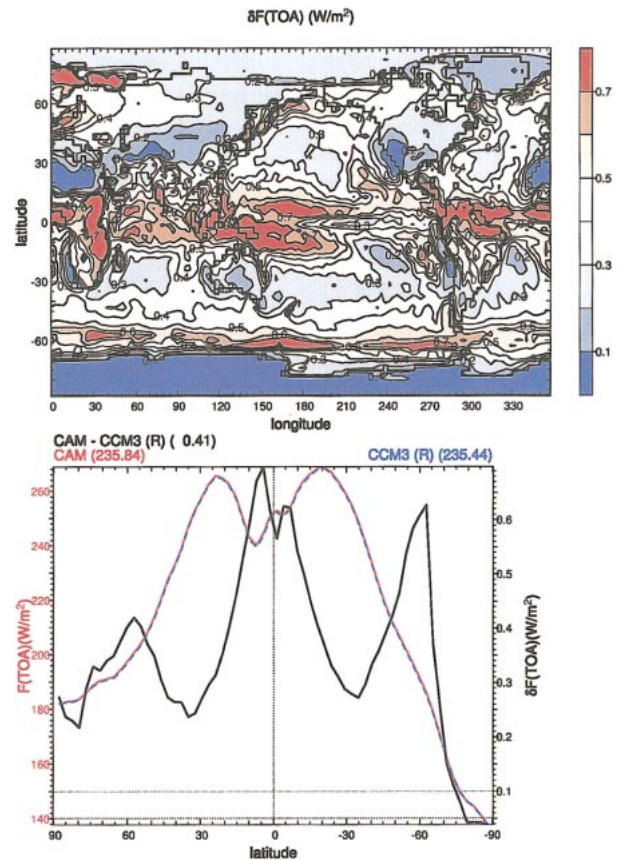 δF(TOA) (W/m²)
60
30
0
-30
-60
latitude
0 30 60 90 120 150 180 210 240 270 300 330
longitude
0.7
0.5
0.3
0.1
CAM - CCM3 (R) ( 0.41)
CAM (235.84) CCM3 (R) (235.44)
260
240
220
200
180
160
140
F(TOA)(W/m²)
0.6
0.5
0.4
0.3
0.2
0.1
δF(TOA)(W/m²)
90 60 30 0 -30 -60 -90
latitude